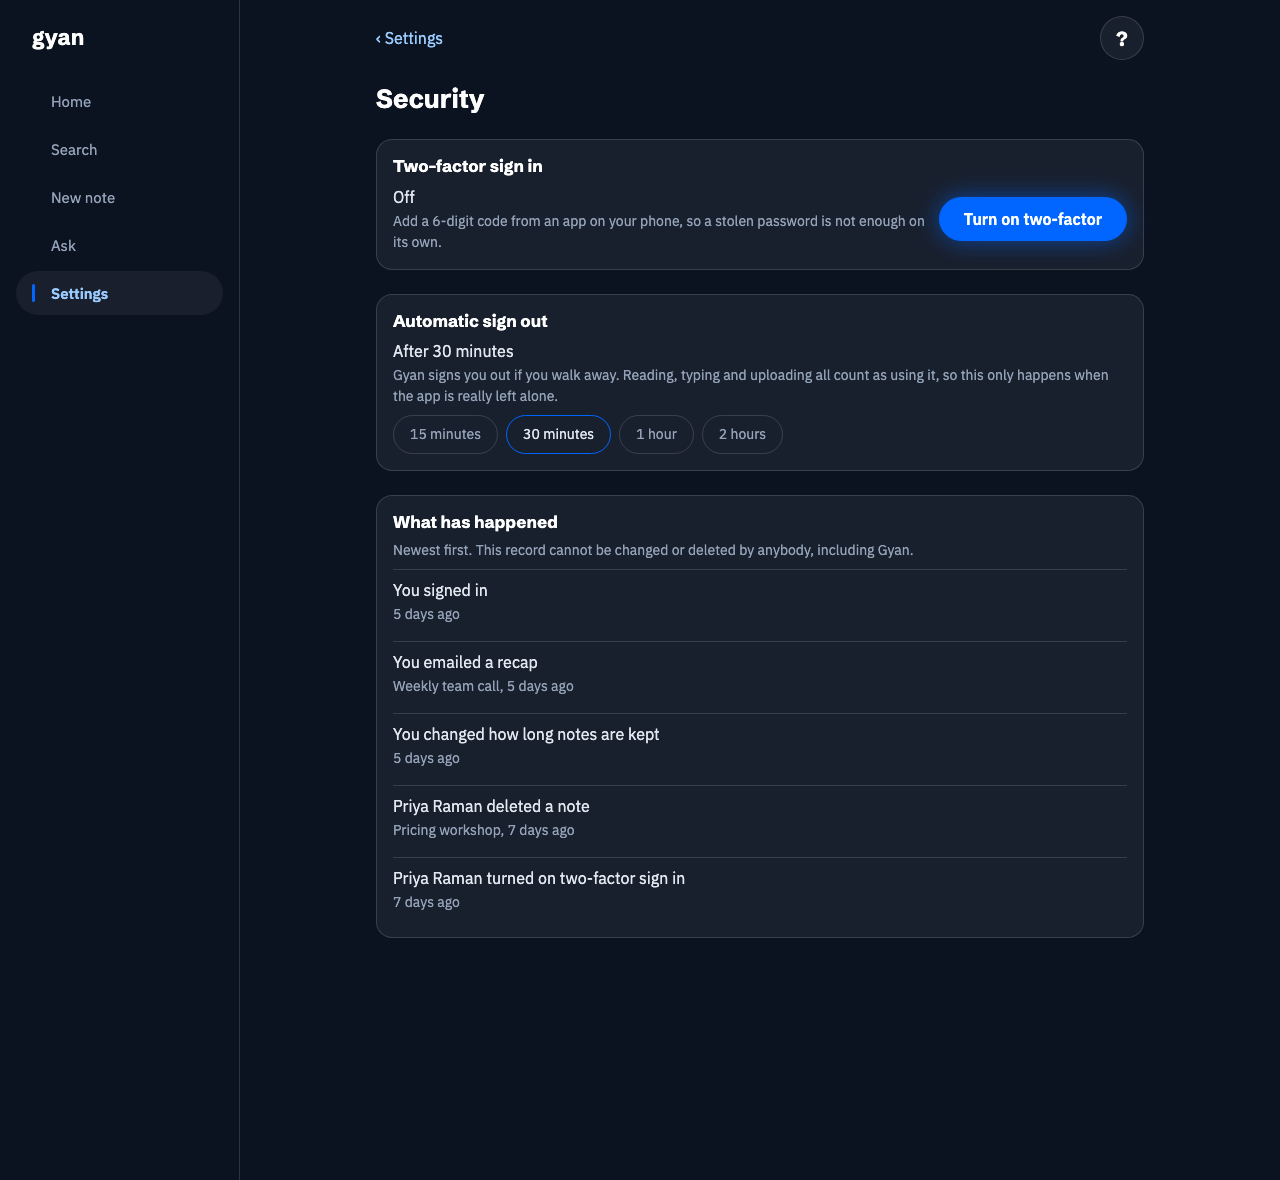 gyan
Home
Search
New note
Ask
Settings
‹ Settings
?
Security
Two-factor sign in
Off
Add a 6-digit code from an app on your phone, so a stolen password is not enough on
its own.
Turn on two-factor
Automatic sign out
After 30 minutes
Gyan signs you out if you walk away. Reading, typing and uploading all count as using it, so this only happens when
the app is really left alone.
15 minutes
30 minutes
1 hour
2 hours
What has happened
Newest first. This record cannot be changed or deleted by anybody, including Gyan.
You signed in
5 days ago
You emailed a recap
Weekly team call, 5 days ago
You changed how long notes are kept
5 days ago
Priya Raman deleted a note
Pricing workshop, 7 days ago
Priya Raman turned on two-factor sign in
7 days ago